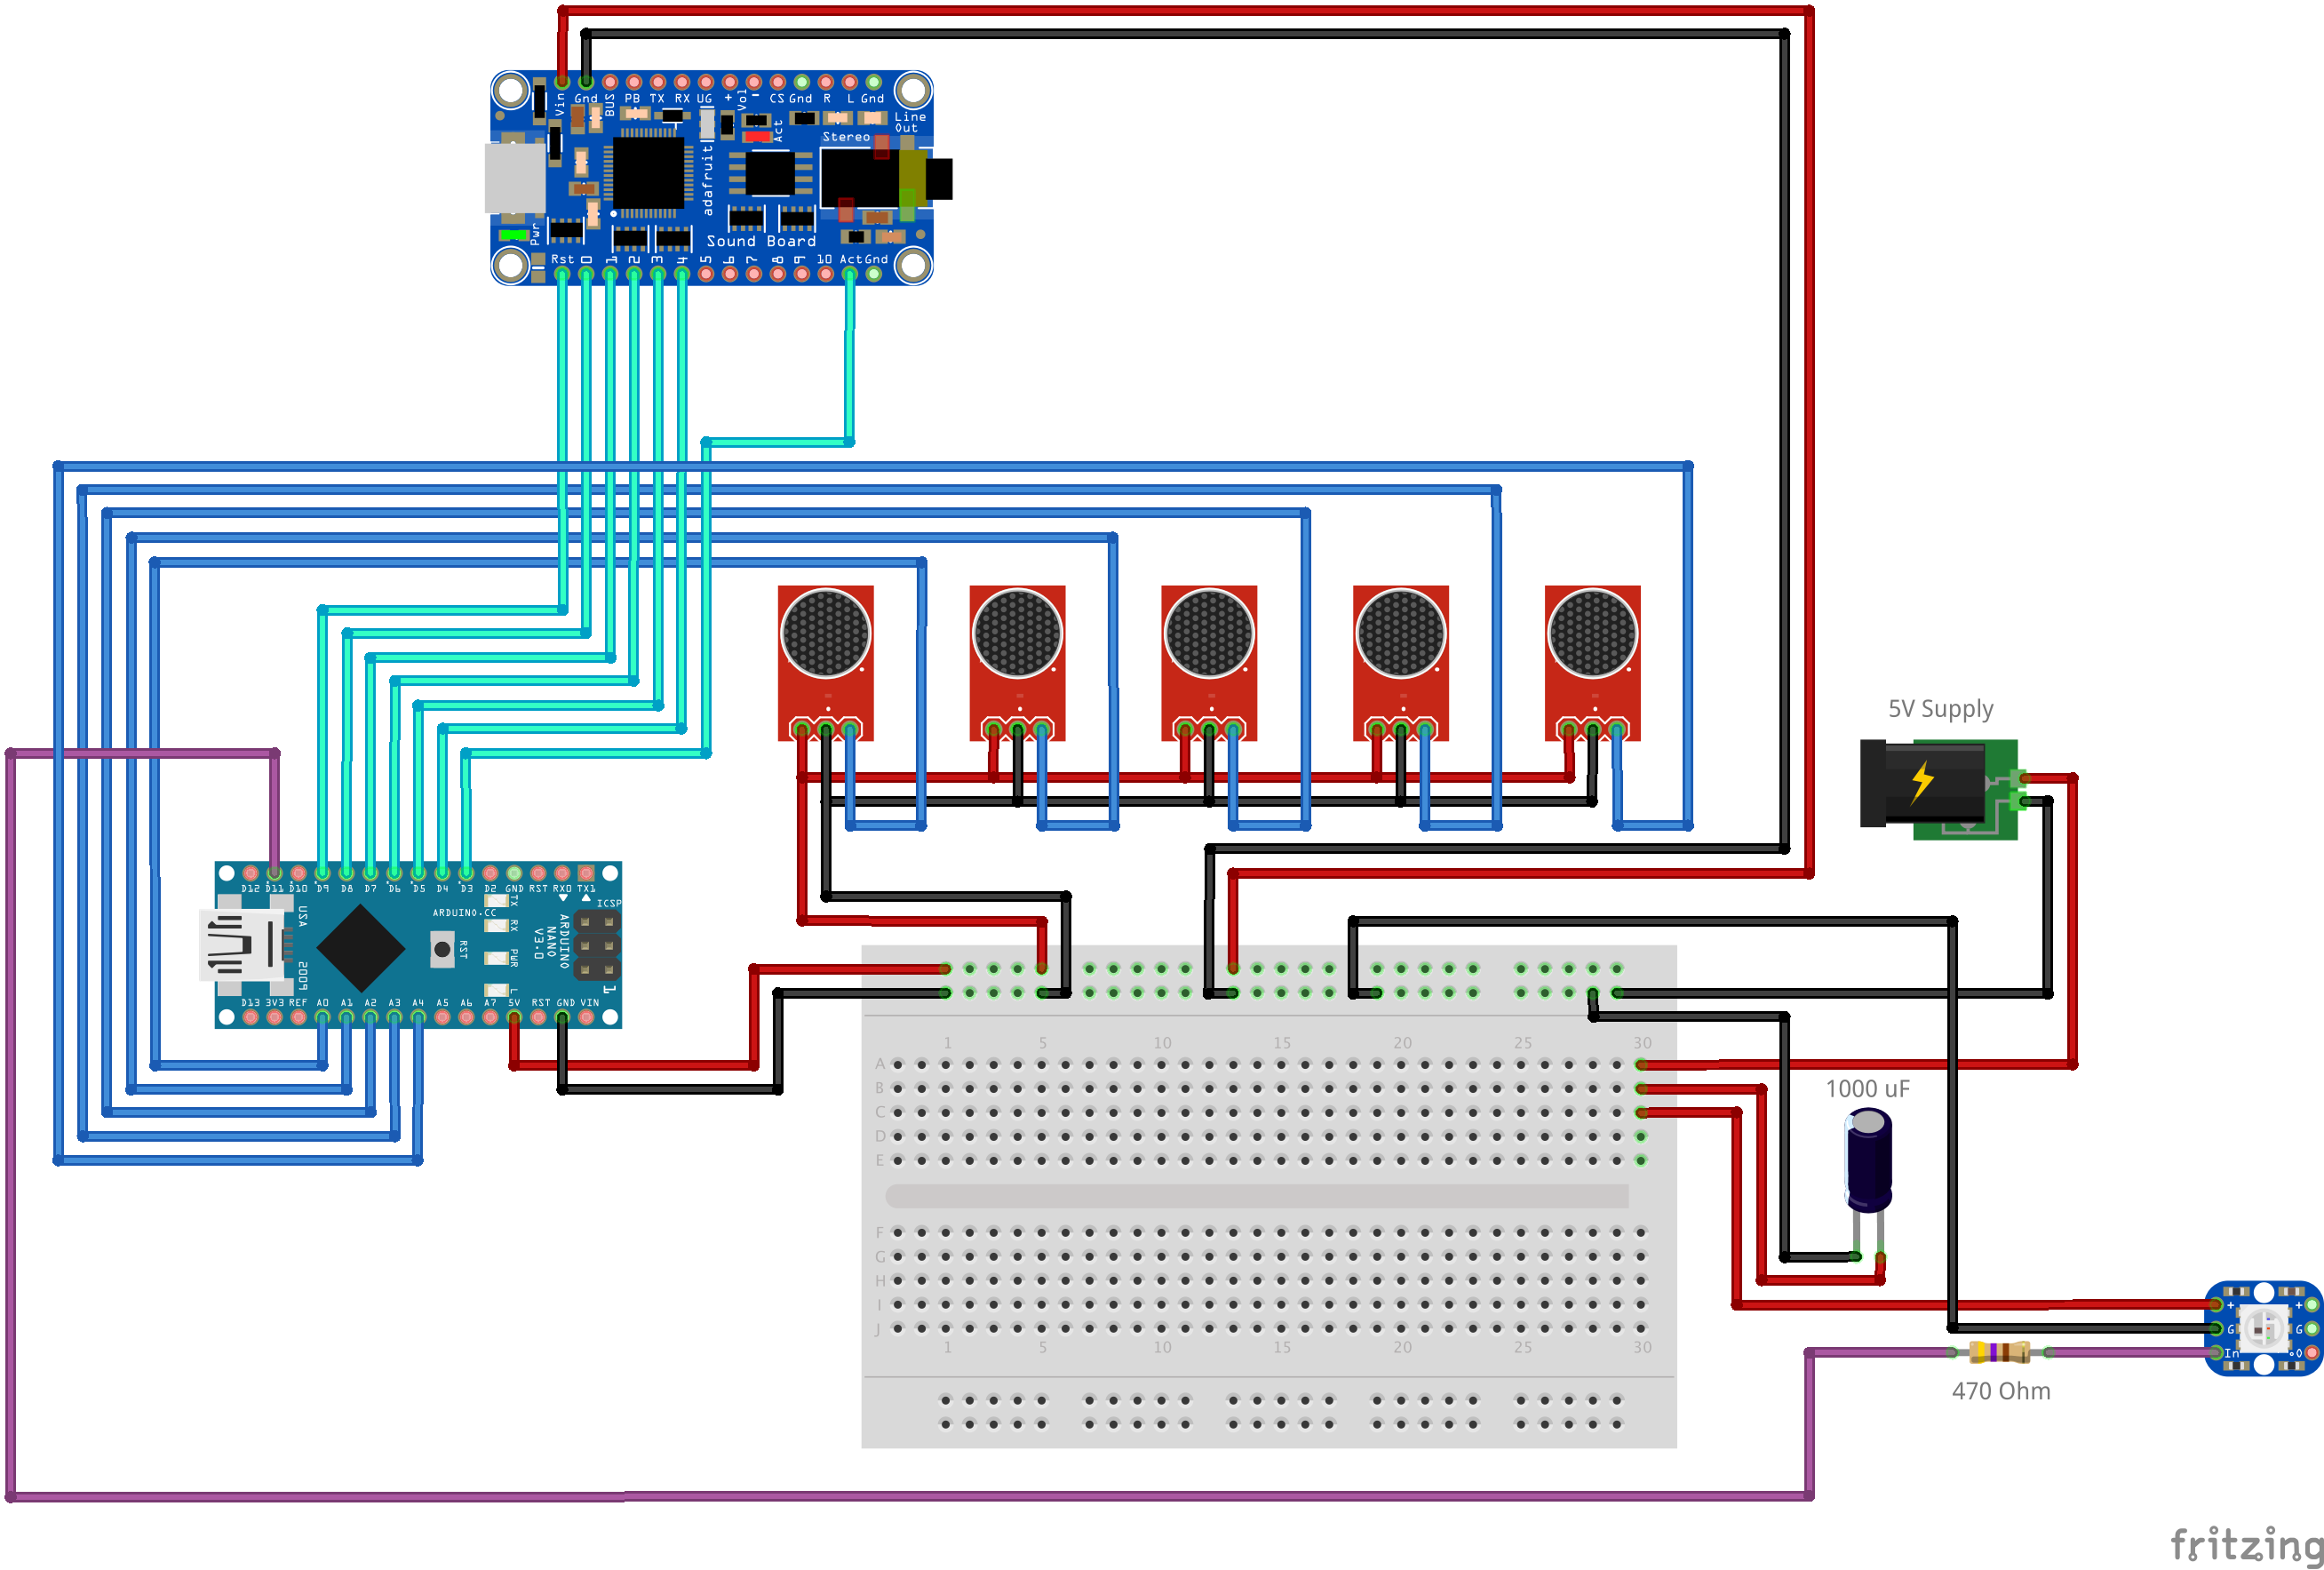 Vin Gnd BUS PB TX RX UG + Vol - CS Gnd R L Gnd
Line
Out
Act
Stereo
adafruit
Pwr
Sound Board
Rst 0 1 2 3 4 5 6 7 8 9 10 Act Gnd
5V Supply
D12 D11 D10 D9 D8 D7 D6 D5 D4 D3 D2 GND RST RX0 TX1
TX
RX
PWR
L
USA
2009
ARDUINO.CC
RST
ICSP
ARDUINO
NANO
V3.0
1
D13 3V3 REF A0 A1 A2 A3 A4 A5 A6 A7 5V RST GND VIN
1 5 10 15 20 25 30
A
B
C
D
E
F
G
H
I
J
1 5 10 15 20 25 30
1000 uF
+ +
G G
In O
470 Ohm
fritzing